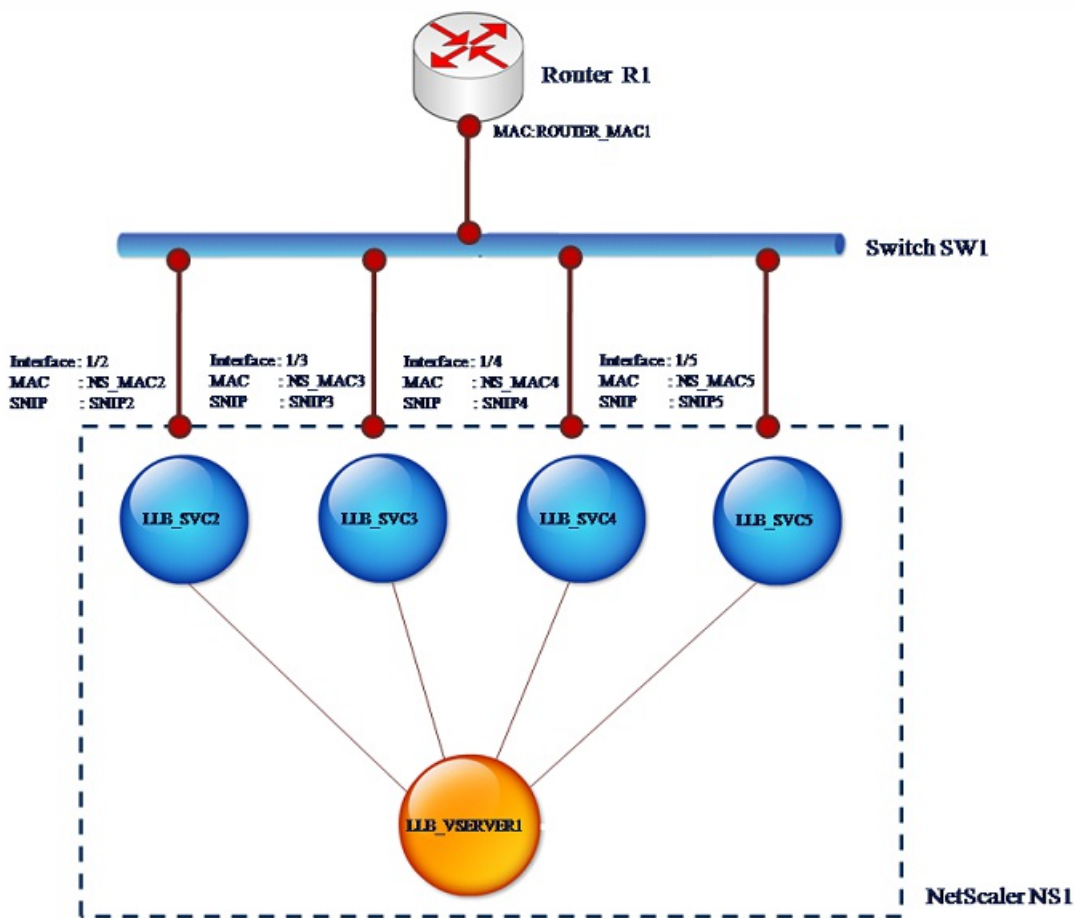 Router R1
MAC:ROUTER_MAC1
Switch SW1
Interface : 1/2
MAC : NS_MAC2
SNIP : SNIP2
Interface : 1/3
MAC : NS_MAC3
SNIP : SNIP3
Interface : 1/4
MAC : NS_MAC4
SNIP : SNIP4
Interface : 1/5
MAC : NS_MAC5
SNIP : SNIP5
LLB_SVC2
LLB_SVC3
LLB_SVC4
LLB_SVC5
LLB_VSERVER1
NetScaler NS1